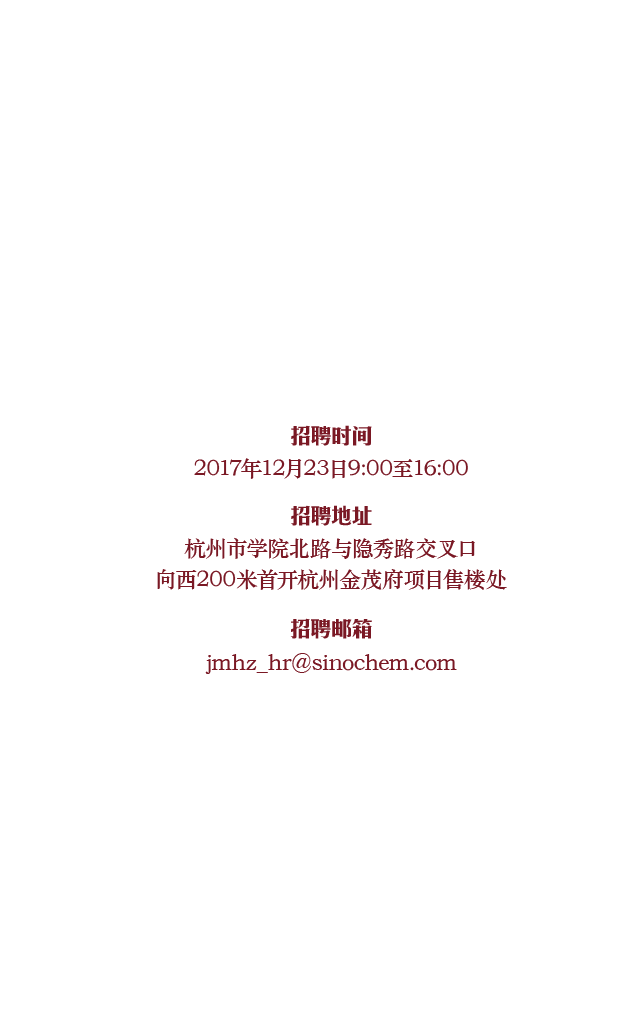 招聘时间
2017年12月23日9:00至16:00
招聘地址
杭州市学院北路与隐秀路交叉口
向西200米首开杭州金茂府项目售楼处
招聘邮箱
jmhz_hr@sinochem.com